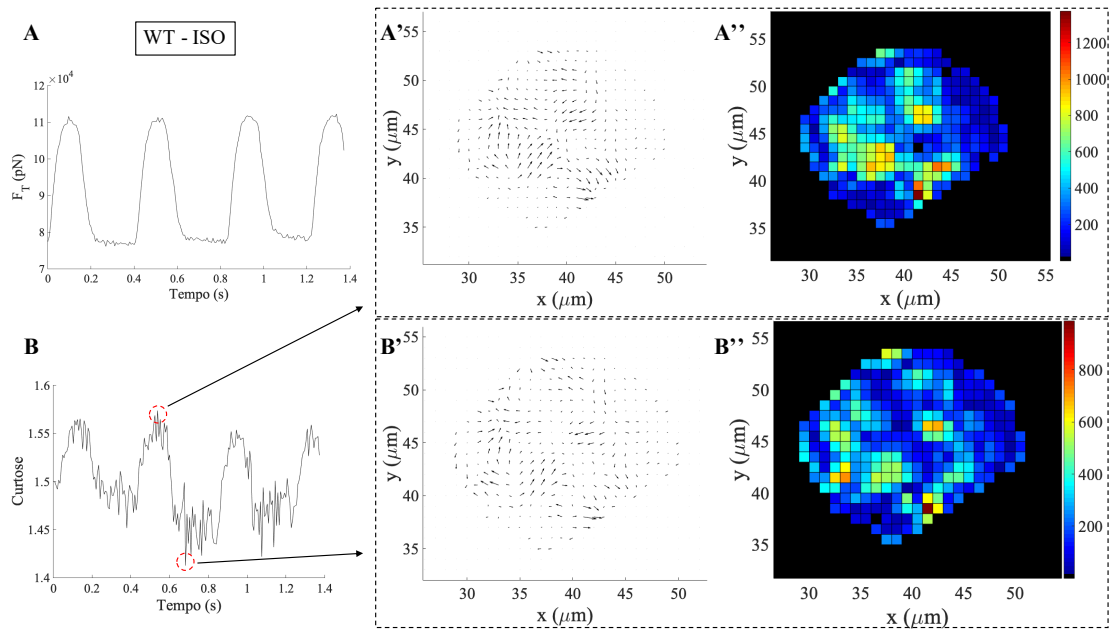 A
WT - ISO
A'
A''
× 10⁴
12
11
10
9
8
7
F_T (pN)
0 0.2 0.4 0.6 0.8 1 1.2 1.4
Tempo (s)
55
50
45
40
35
y (μm)
30 35 40 45 50
x (μm)
50
45
40
35
y (μm)
30 35 40 45 50 55
x (μm)
1200
1000
800
600
400
200
B
B'
B''
1.6
1.55
1.5
1.45
1.4
Curtose
0 0.2 0.4 0.6 0.8 1 1.2 1.4
Tempo (s)
55
50
45
40
35
y (μm)
30 35 40 45 50
x (μm)
55
50
45
40
35
y (μm)
30 35 40 45 50
x (μm)
800
600
400
200